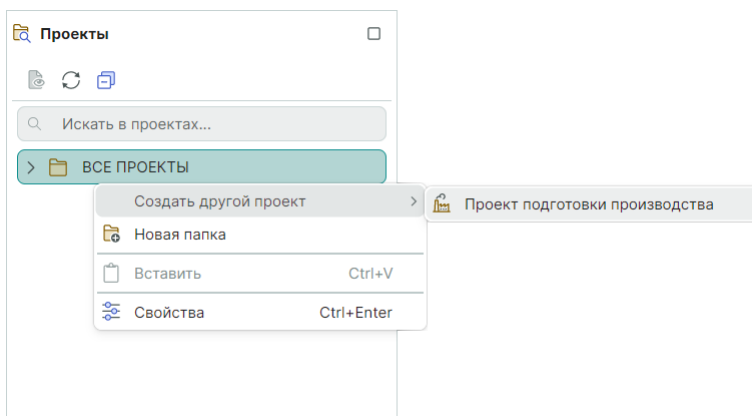 Проекты
Искать в проектах...
ВСЕ ПРОЕКТЫ
Создать другой проект
Проект подготовки производства
Новая папка
Вставить Ctrl+V
Свойства Ctrl+Enter